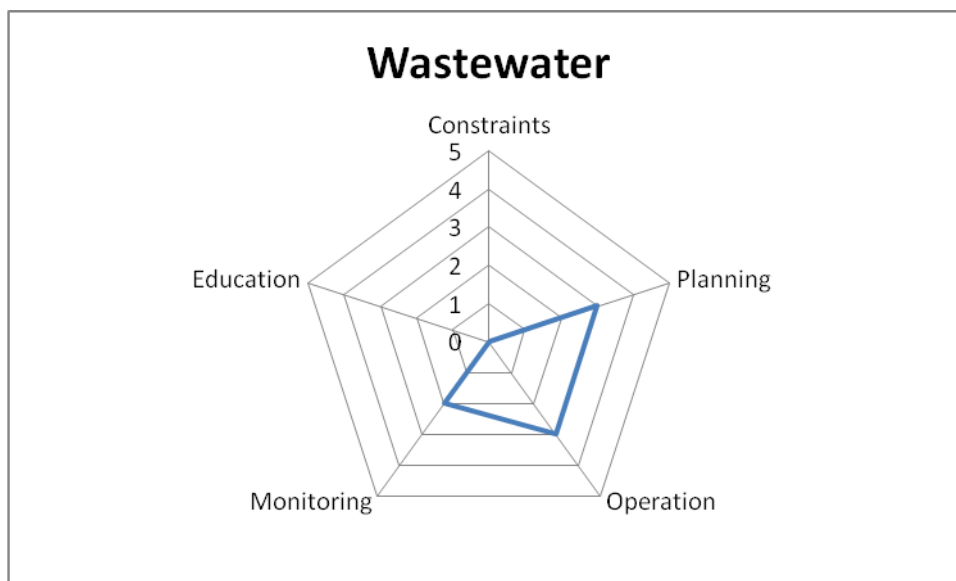 Wastewater
Constraints
5
4
3
2
1
0
Education
Planning
Monitoring
Operation